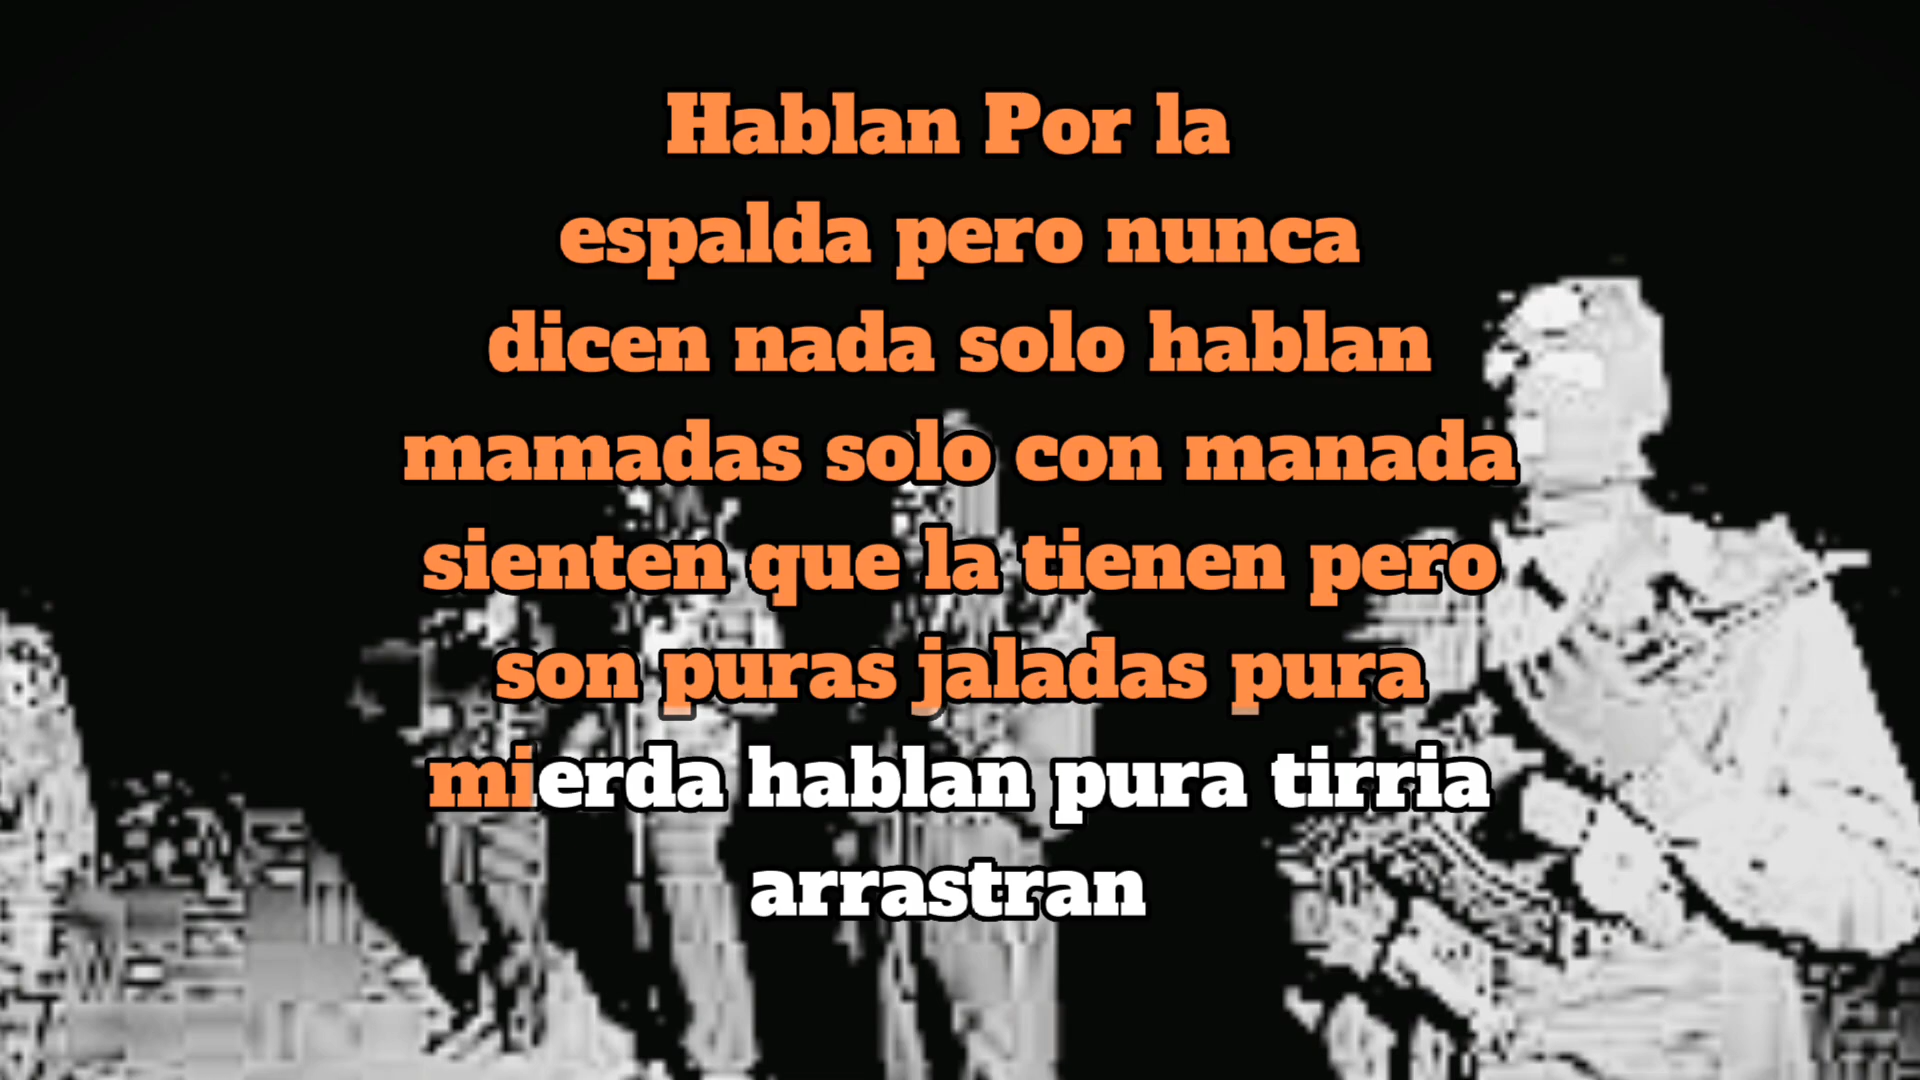 Hablan Por la
espalda pero nunca
dicen nada solo hablan
mamadas solo con manada
sienten que la tienen pero
son puras jaladas pura
mierda hablan pura tirria
arrastran